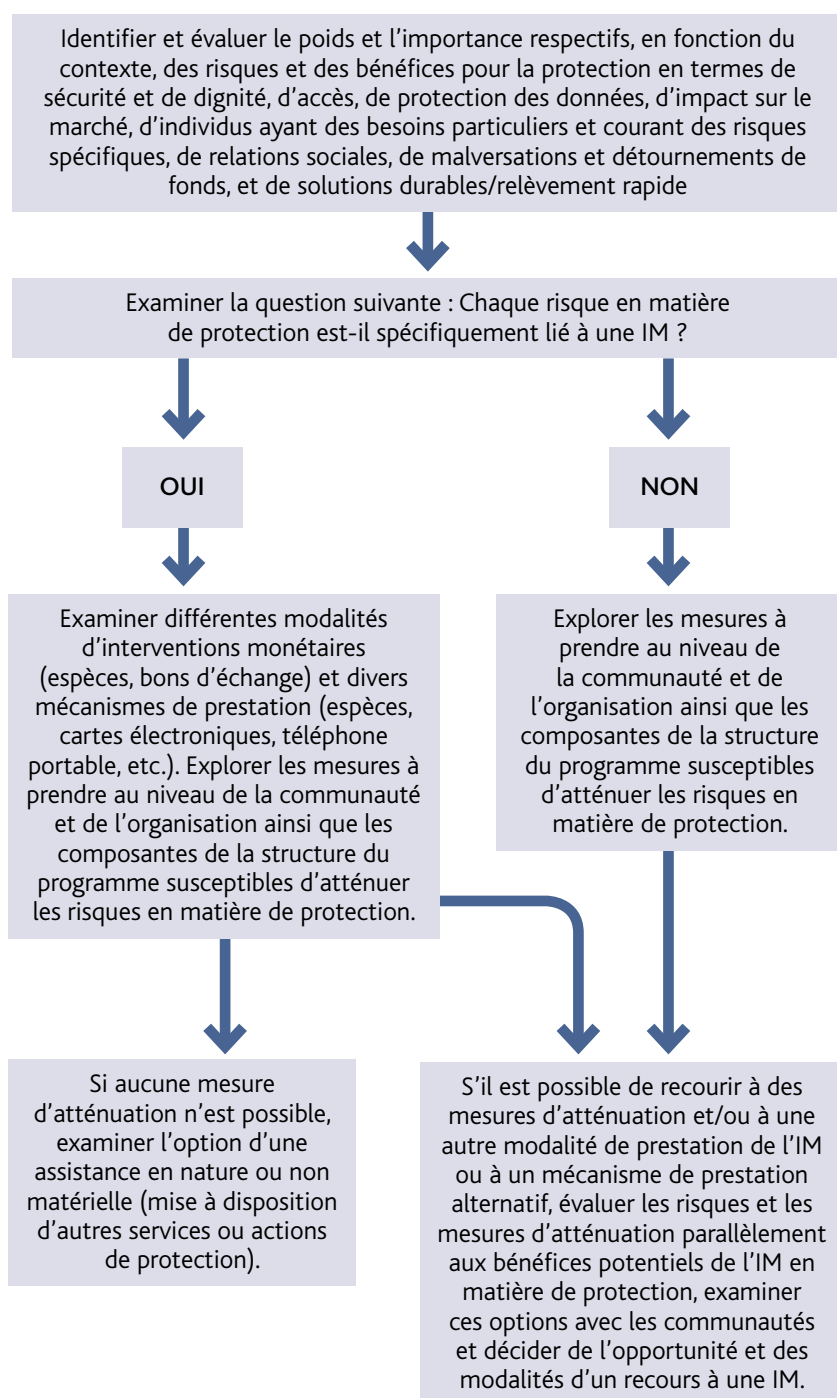 Identifier et évaluer le poids et l’importance respectifs, en fonction du
contexte, des risques et des bénéfices pour la protection en termes de
sécurité et de dignité, d’accès, de protection des données, d’impact sur le
marché, d’individus ayant des besoins particuliers et courant des risques
spécifiques, de relations sociales, de malversations et détournements de
fonds, et de solutions durables/relèvement rapide
Examiner la question suivante : Chaque risque en matière
de protection est-il spécifiquement lié à une IM ?
OUI
NON
Examiner différentes modalités
d’interventions monétaires
(espèces, bons d’échange) et divers
mécanismes de prestation (espèces,
cartes électroniques, téléphone
portable, etc.). Explorer les mesures à
prendre au niveau de la communauté
et de l’organisation ainsi que les
composantes de la structure du
programme susceptibles d’atténuer
les risques en matière de protection.
Explorer les mesures à
prendre au niveau de
la communauté et de
l’organisation ainsi que les
composantes de la structure
du programme susceptibles
d’atténuer les risques en
matière de protection.
Si aucune mesure
d’atténuation n’est possible,
examiner l’option d’une
assistance en nature ou non
matérielle (mise à disposition
d’autres services ou actions
de protection).
S’il est possible de recourir à des
mesures d’atténuation et/ou à une
autre modalité de prestation de l’IM
ou à un mécanisme de prestation
alternatif, évaluer les risques et les
mesures d’atténuation parallèlement
aux bénéfices potentiels de l’IM en
matière de protection, examiner
ces options avec les communautés
et décider de l’opportunité et des
modalités d’un recours à une IM.